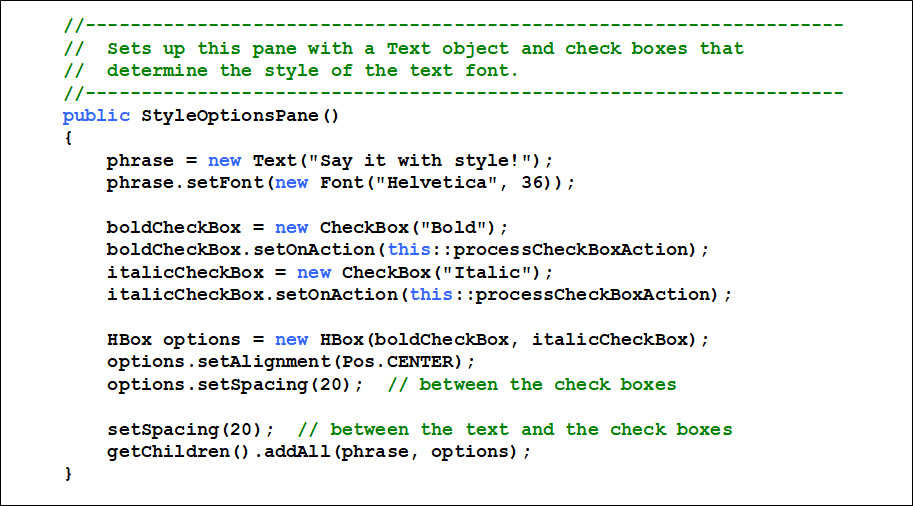 //--------------------------------------------------------------------
//  Sets up this pane with a Text object and check boxes that
//  determine the style of the text font.
//--------------------------------------------------------------------
public StyleOptionsPane()
{
    phrase = new Text("Say it with style!");
    phrase.setFont(new Font("Helvetica", 36));

    boldCheckBox = new CheckBox("Bold");
    boldCheckBox.setOnAction(this::processCheckBoxAction);
    italicCheckBox = new CheckBox("Italic");
    italicCheckBox.setOnAction(this::processCheckBoxAction);

    HBox options = new HBox(boldCheckBox, italicCheckBox);
    options.setAlignment(Pos.CENTER);
    options.setSpacing(20);  // between the check boxes

    setSpacing(20);  // between the text and the check boxes
    getChildren().addAll(phrase, options);
}